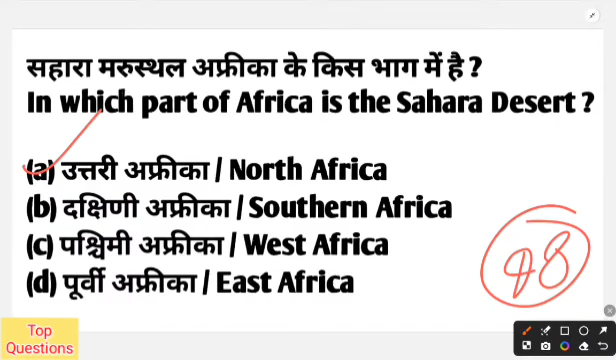 सहारा मरुस्थल अफ्रीका के किस भाग में है ?
In which part of Africa is the Sahara Desert ?
(a) उत्तरी अफ्रीका / North Africa
(b) दक्षिणी अफ्रीका / Southern Africa
(c) पश्चिमी अफ्रीका / West Africa
(d) पूर्वी अफ्रीका / East Africa
48
Top
Questions